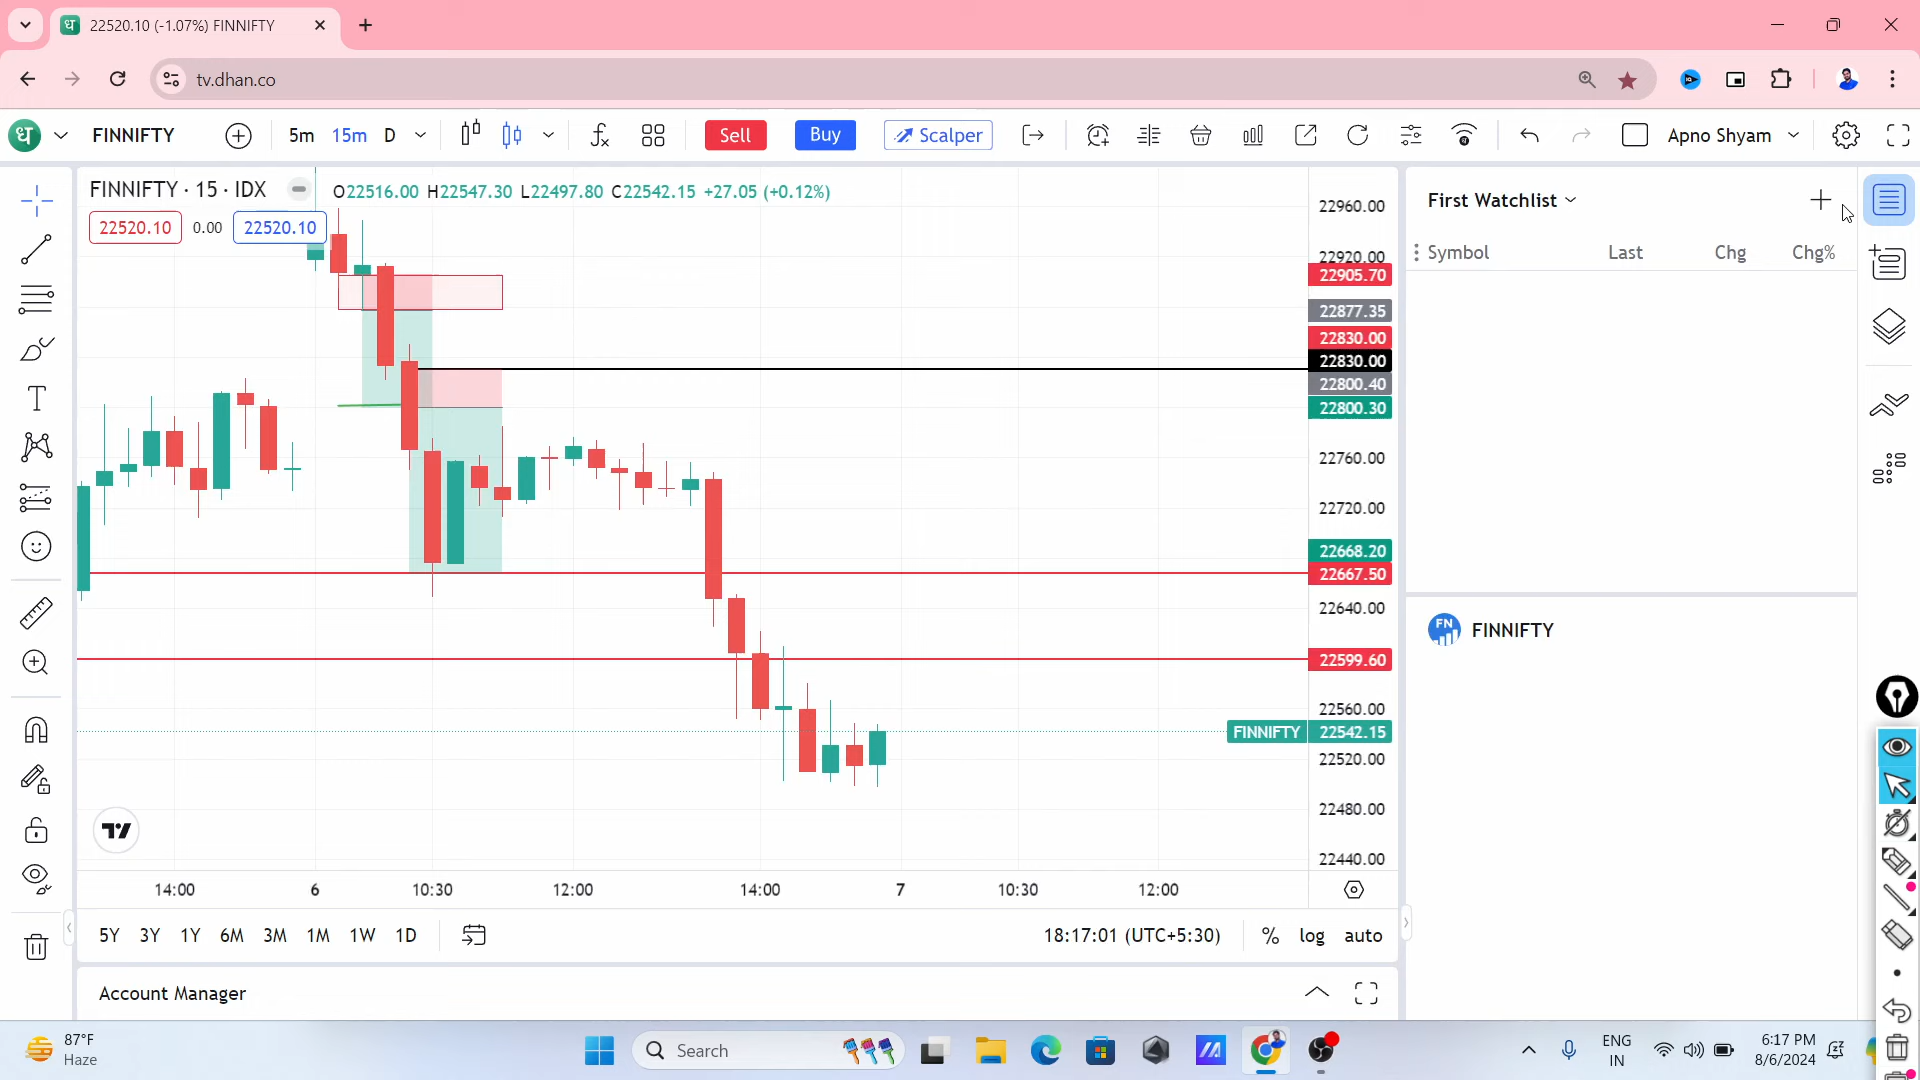 22520.10 (-1.07%) FINNIFTY
tv.dhan.co
ध FINNIFTY 5m 15m D Sell Buy Scalper Apno Shyam
FINNIFTY · 15 · IDX O22516.00 H22547.30 L22497.80 C22542.15 +27.05 (+0.12%)
22520.10 0.00 22520.10
22960.00
22920.00
22905.70
22877.35
22830.00
22830.00
22800.40
22800.30
22760.00
22720.00
22668.20
22667.50
22640.00
22599.60
22560.00
FINNIFTY 22542.15
22520.00
22480.00
22440.00
14:00 6 10:30 12:00 14:00 7 10:30 12:00
5Y 3Y 1Y 6M 3M 1M 1W 1D 18:17:01 (UTC+5:30) % log auto
Account Manager
First Watchlist
Symbol Last Chg Chg%
FN FINNIFTY
87°F
Haze
Search
ENG
IN
6:17 PM
8/6/2024